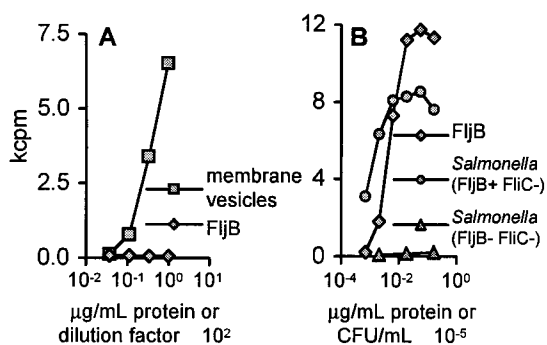 A
B
kcpm
7.5
5.0
2.5
0.0
10-2 10-1 100 101
membrane
vesicles
FljB
µg/mL protein or
dilution factor 102
12
8
4
0
10-4 10-2 100
FljB
Salmonella
(FljB+ FliC-)
Salmonella
(FljB- FliC-)
µg/mL protein or
CFU/mL 10-5